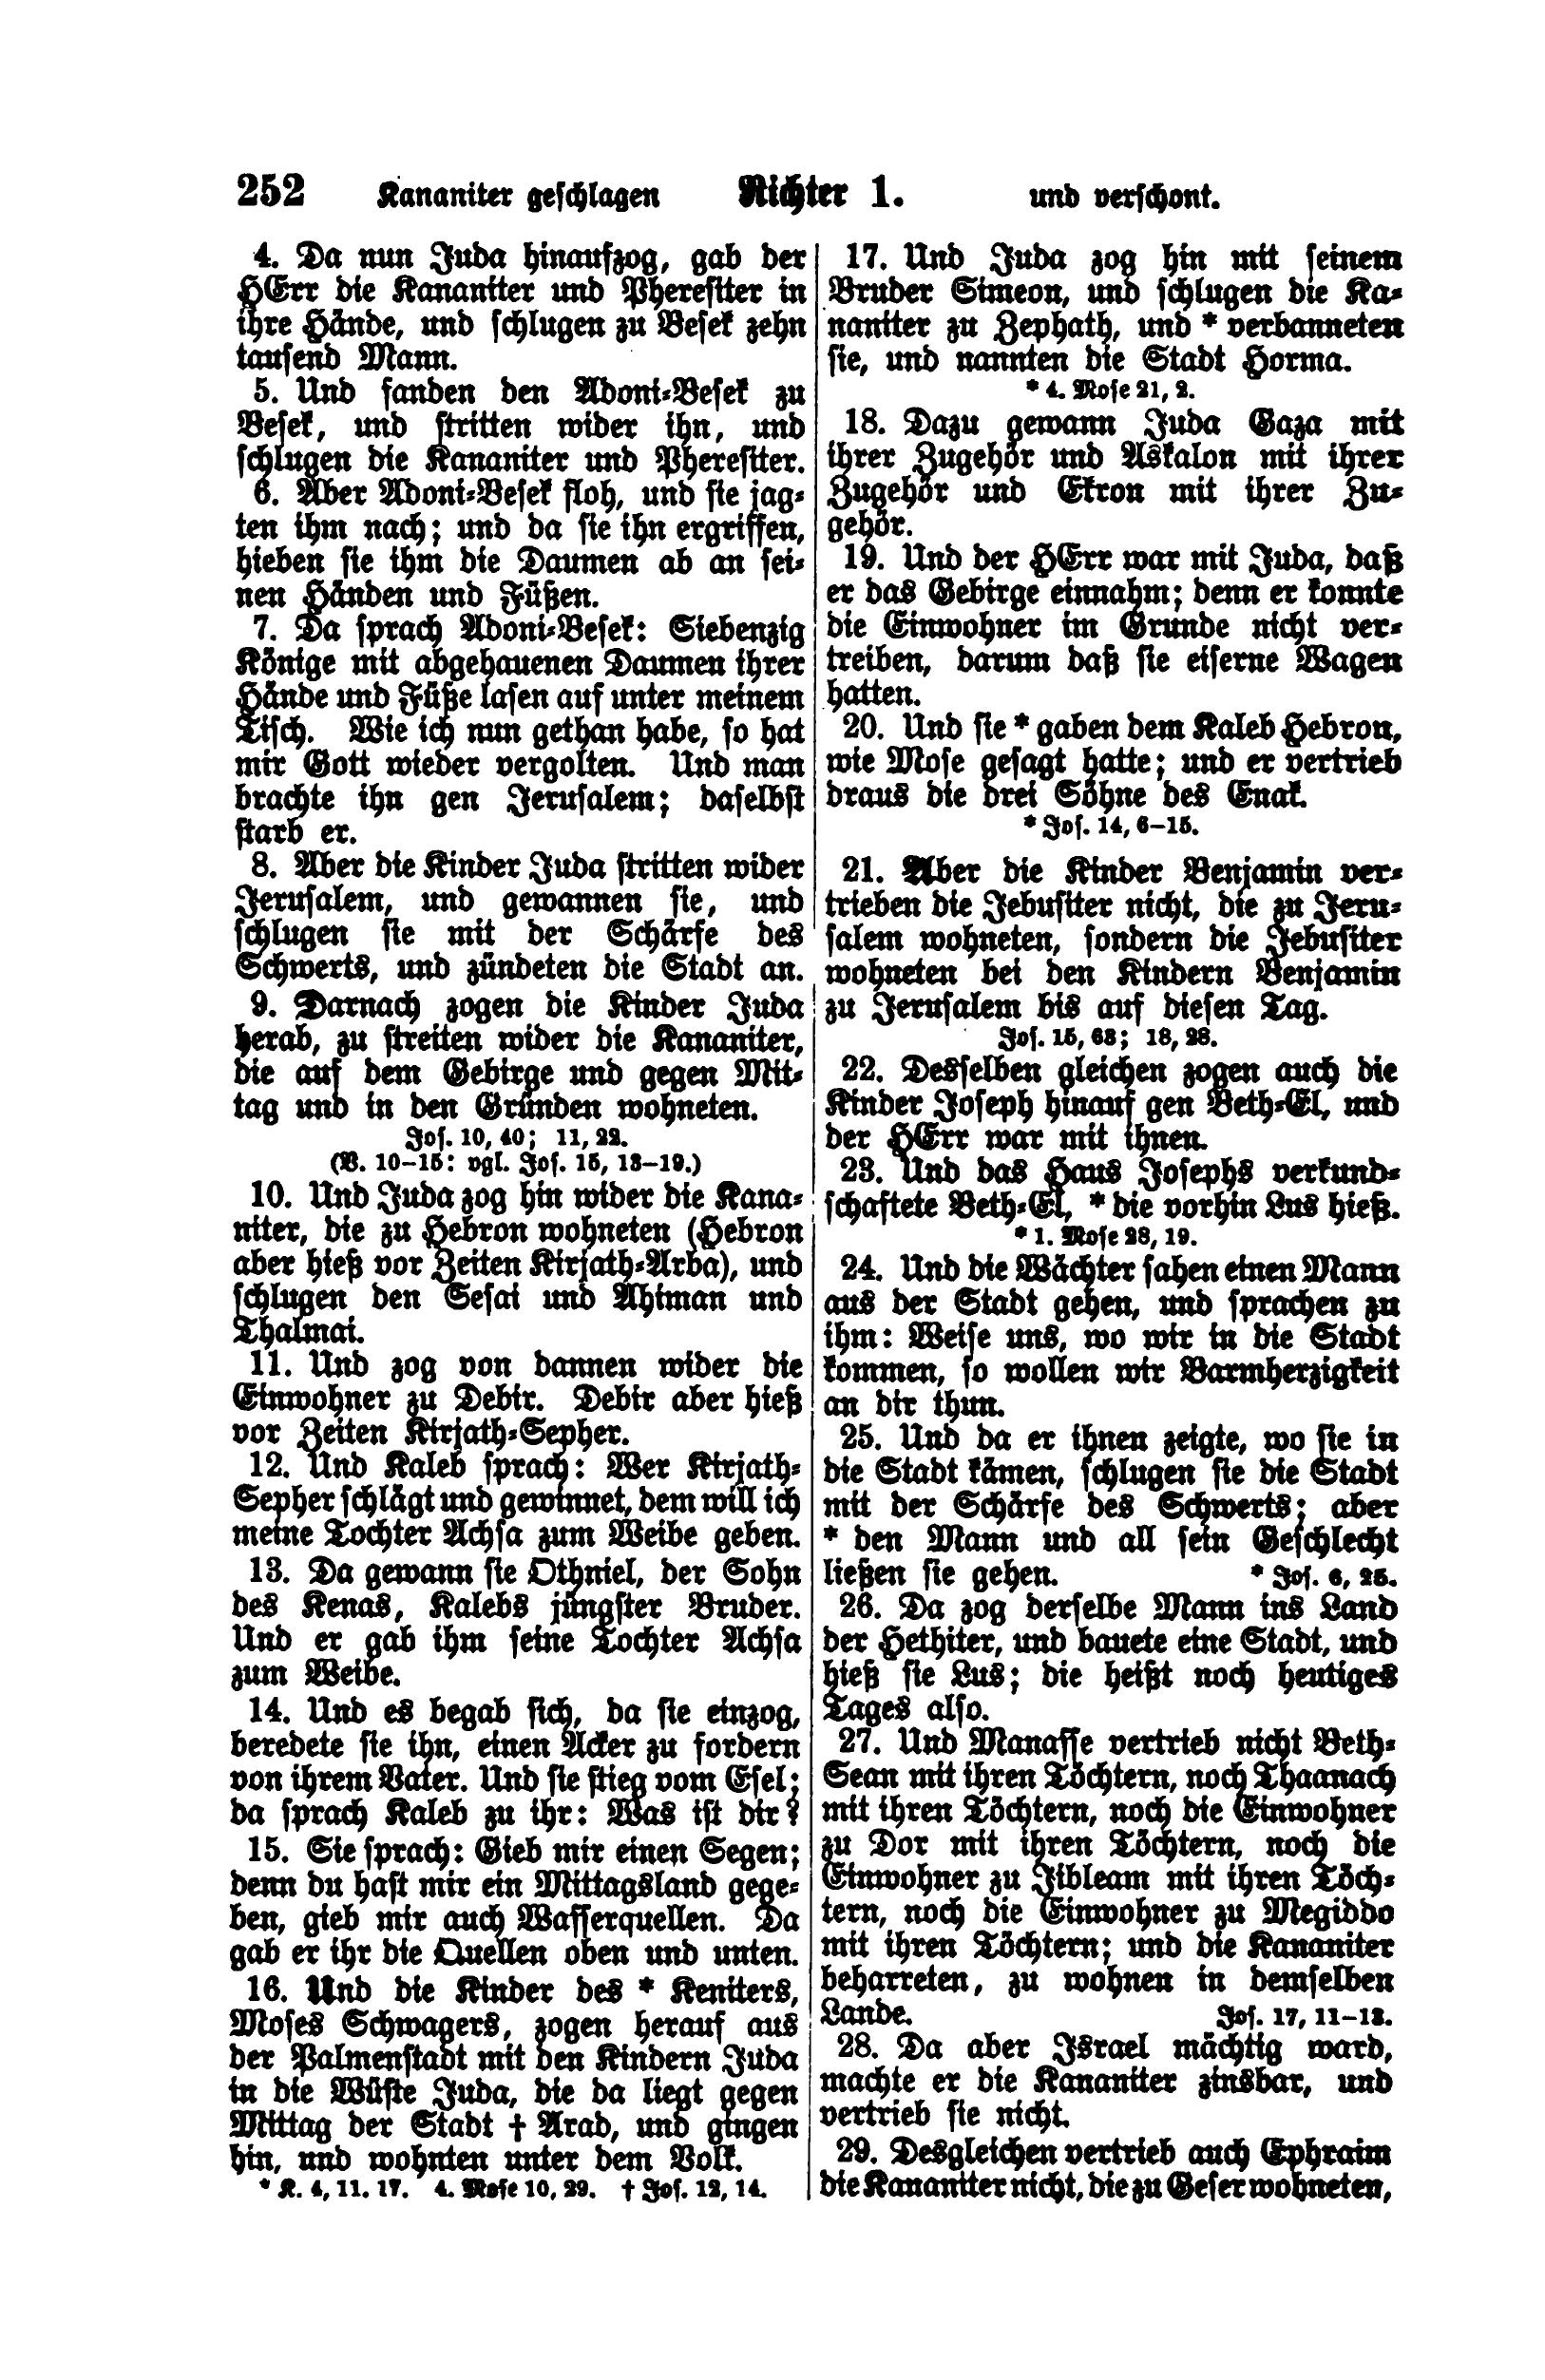 252 Kananiter geschlagen Richter 1. und verschont.
4. Da nun Juda hinaufzog, gab der
HErr die Kananiter und Pheresiter in
ihre Hände, und schlugen zu Besek zehn
tausend Mann.
5. Und fanden den Adoni-Besek zu
Besek, und stritten wider ihn, und
schlugen die Kananiter und Pheresiter.
6. Aber Adoni-Besek floh, und sie jag-
ten ihm nach; und da sie ihn ergriffen,
hieben sie ihm die Daumen ab an sei-
nen Händen und Füßen.
7. Da sprach Adoni-Besek: Siebenzig
Könige mit abgehauenen Daumen ihrer
Hände und Füße lasen auf unter meinem
Tisch. Wie ich nun gethan habe, so hat
mir Gott wieder vergolten. Und man
brachte ihn gen Jerusalem; daselbst
starb er.
8. Aber die Kinder Juda stritten wider
Jerusalem, und gewannen sie, und
schlugen sie mit der Schärfe des
Schwerts, und zündeten die Stadt an.
9. Darnach zogen die Kinder Juda
herab, zu streiten wider die Kananiter,
die auf dem Gebirge und gegen Mit-
tag und in den Gründen wohneten.
Jos. 10, 40; 11, 22.
(V. 10–15: vgl. Jos. 15, 13–19.)
10. Und Juda zog hin wider die Kana-
niter, die zu Hebron wohneten (Hebron
aber hieß vor Zeiten Kirjath-Arba), und
schlugen den Sesai und Ahiman und
Thalmai.
11. Und zog von dannen wider die
Einwohner zu Debir. Debir aber hieß
vor Zeiten Kirjath-Sepher.
12. Und Kaleb sprach: Wer Kirjath-
Sepher schlägt und gewinnet, dem will ich
meine Tochter Achsa zum Weibe geben.
13. Da gewann sie Othniel, der Sohn
des Kenas, Kalebs jüngster Bruder.
Und er gab ihm seine Tochter Achsa
zum Weibe.
14. Und es begab sich, da sie einzog,
beredete sie ihn, einen Acker zu fordern
von ihrem Vater. Und sie stieg vom Esel;
da sprach Kaleb zu ihr: Was ist dir?
15. Sie sprach: Gieb mir einen Segen;
denn du hast mir ein Mittagsland gege-
ben, gieb mir auch Wasserquellen. Da
gab er ihr die Quellen oben und unten.
16. Und die Kinder des * Keniters,
Moses Schwagers, zogen herauf aus
der Palmenstadt mit den Kindern Juda
in die Wüste Juda, die da liegt gegen
Mittag der Stadt † Arad, und gingen
hin, und wohnten unter dem Volk.
* K. 4, 11. 17. 4. Mose 10, 29. † Jos. 12, 14.
17. Und Juda zog hin mit seinem
Bruder Simeon, und schlugen die Ka-
naniter zu Zephath, und * verbanneten
sie, und nannten die Stadt Horma.
* 4. Mose 21, 2.
18. Dazu gewann Juda Gaza mit
ihrer Zugehör und Askalon mit ihrer
Zugehör und Ekron mit ihrer Zu-
gehör.
19. Und der HErr war mit Juda, daß
er das Gebirge einnahm; denn er konnte
die Einwohner im Grunde nicht ver-
treiben, darum daß sie eiserne Wagen
hatten.
20. Und sie * gaben dem Kaleb Hebron,
wie Mose gesagt hatte; und er vertrieb
draus die drei Söhne des Enak.
* Jos. 14, 6–15.
21. Aber die Kinder Benjamin ver-
trieben die Jebusiter nicht, die zu Jeru-
salem wohneten, sondern die Jebusiter
wohneten bei den Kindern Benjamin
zu Jerusalem bis auf diesen Tag.
Jos. 15, 63; 18, 28.
22. Desselben gleichen zogen auch die
Kinder Joseph hinauf gen Beth-El, und
der HErr war mit ihnen.
23. Und das Haus Josephs verkund-
schaftete Beth-El, * die vorhin Lus hieß.
* 1. Mose 28, 19.
24. Und die Wächter sahen einen Mann
aus der Stadt gehen, und sprachen zu
ihm: Weise uns, wo wir in die Stadt
kommen, so wollen wir Barmherzigkeit
an dir thun.
25. Und da er ihnen zeigte, wo sie in
die Stadt kämen, schlugen sie die Stadt
mit der Schärfe des Schwerts; aber
* den Mann und all sein Geschlecht
ließen sie gehen. * Jos. 6, 25.
26. Da zog derselbe Mann ins Land
der Hethiter, und bauete eine Stadt, und
hieß sie Lus; die heißt noch heutiges
Tages also.
27. Und Manasse vertrieb nicht Beth-
Sean mit ihren Töchtern, noch Thaanach
mit ihren Töchtern, noch die Einwohner
zu Dor mit ihren Töchtern, noch die
Einwohner zu Jibleam mit ihren Töch-
tern, noch die Einwohner zu Megiddo
mit ihren Töchtern; und die Kananiter
beharreten, zu wohnen in demselben
Lande. Jos. 17, 11–13.
28. Da aber Israel mächtig ward,
machte er die Kananiter zinsbar, und
vertrieb sie nicht.
29. Desgleichen vertrieb auch Ephraim
die Kananiter nicht, die zu Geser wohneten,